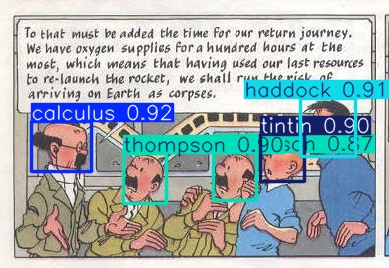 To that must be added the time for our return journey.
We have oxygen supplies for a hundred hours at the
most, which means that having used our last resources
to re-launch the rocket, we shall run the risk of
arriving on Earth as corpses.
haddock 0.91
calculus 0.92
tintin 0.90
thompson 0.90
0.87